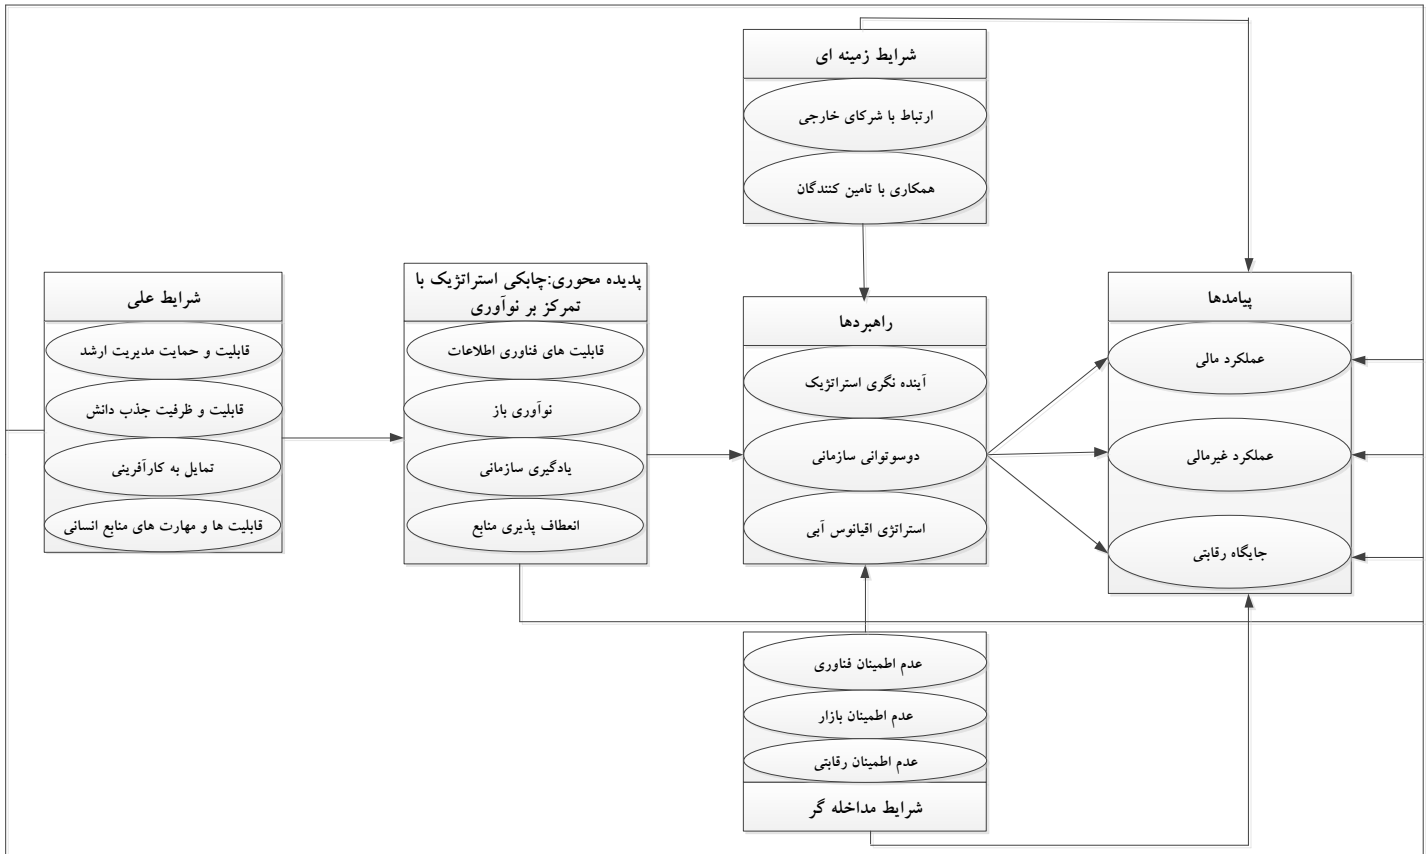 شرایط زمینه ای
ارتباط با شرکای خارجی
همکاری با تامین کنندگان
شرایط علی
قابلیت و حمایت مدیریت ارشد
قابلیت و ظرفیت جذب دانش
تمایل به کارآفرینی
قابلیت ها و مهارت های منابع انسانی
پدیده محوری:چابکی استراتژیک با
تمرکز بر نوآوری
قابلیت های فناوری اطلاعات
نوآوری باز
یادگیری سازمانی
انعطاف پذیری منابع
راهبردها
آینده نگری استراتژیک
دوسوتوانی سازمانی
استراتژی اقیانوس آبی
پیامدها
عملکرد مالی
عملکرد غیرمالی
جایگاه رقابتی
عدم اطمینان فناوری
عدم اطمینان بازار
عدم اطمینان رقابتی
شرایط مداخله گر